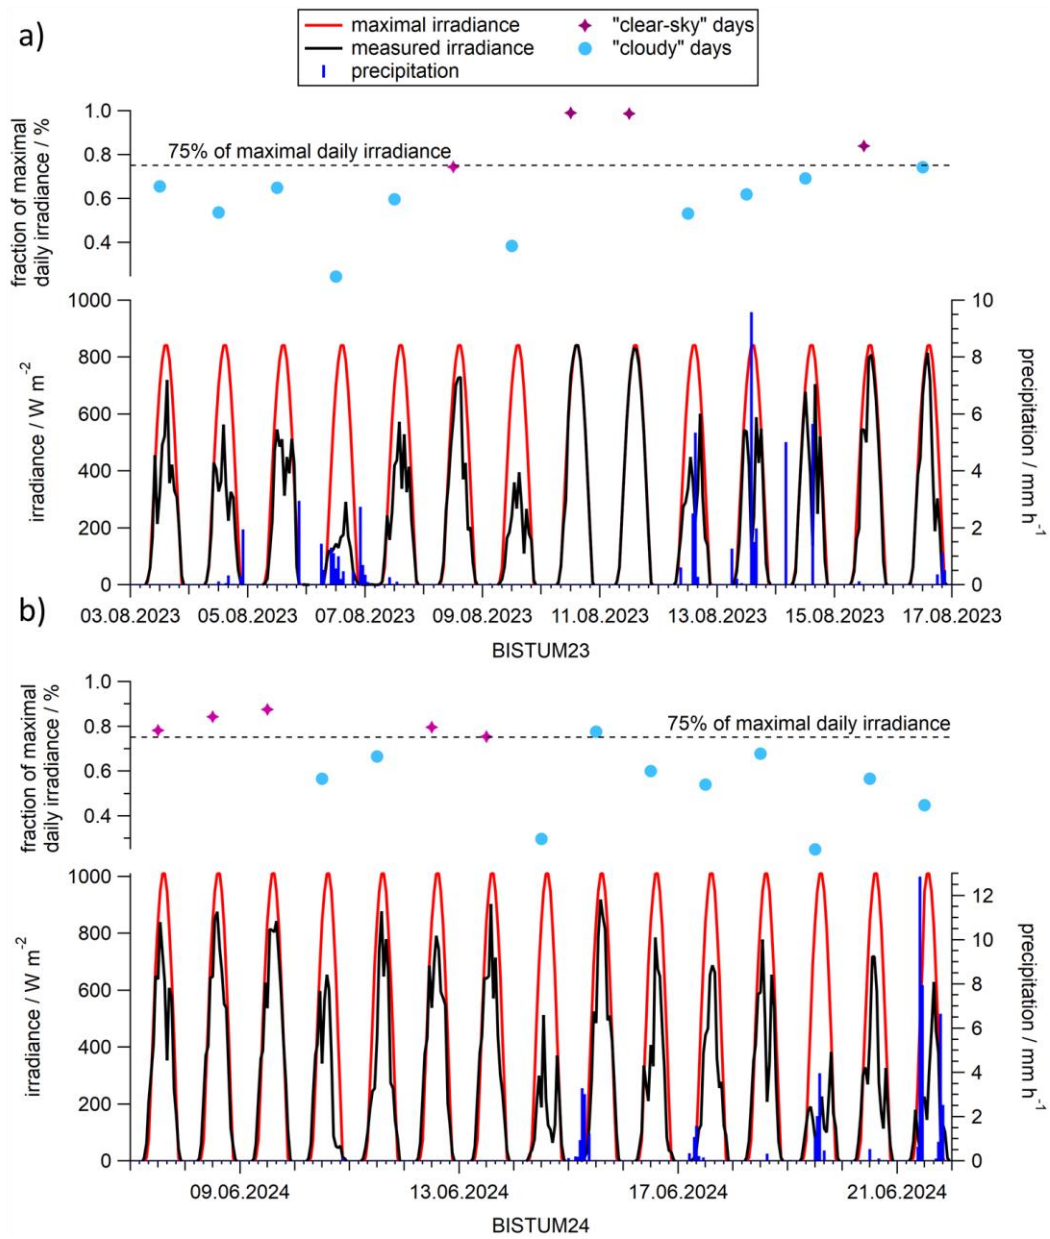 a)
maximal irradiance
measured irradiance
precipitation
"clear-sky" days
"cloudy" days
fraction of maximal
daily irradiance / %
1.0
0.8
0.6
0.4
75% of maximal daily irradiance
irradiance / W m⁻²
1000
800
600
400
200
0
10
8
6
4
2
0
precipitation / mm h⁻¹
03.08.2023 05.08.2023 07.08.2023 09.08.2023 11.08.2023 13.08.2023 15.08.2023 17.08.2023
BISTUM23
b)
fraction of maximal
daily irradiance / %
1.0
0.8
0.6
0.4
75% of maximal daily irradiance
irradiance / W m⁻²
1000
800
600
400
200
0
12
10
8
6
4
2
0
precipitation / mm h⁻¹
09.06.2024 13.06.2024 17.06.2024 21.06.2024
BISTUM24